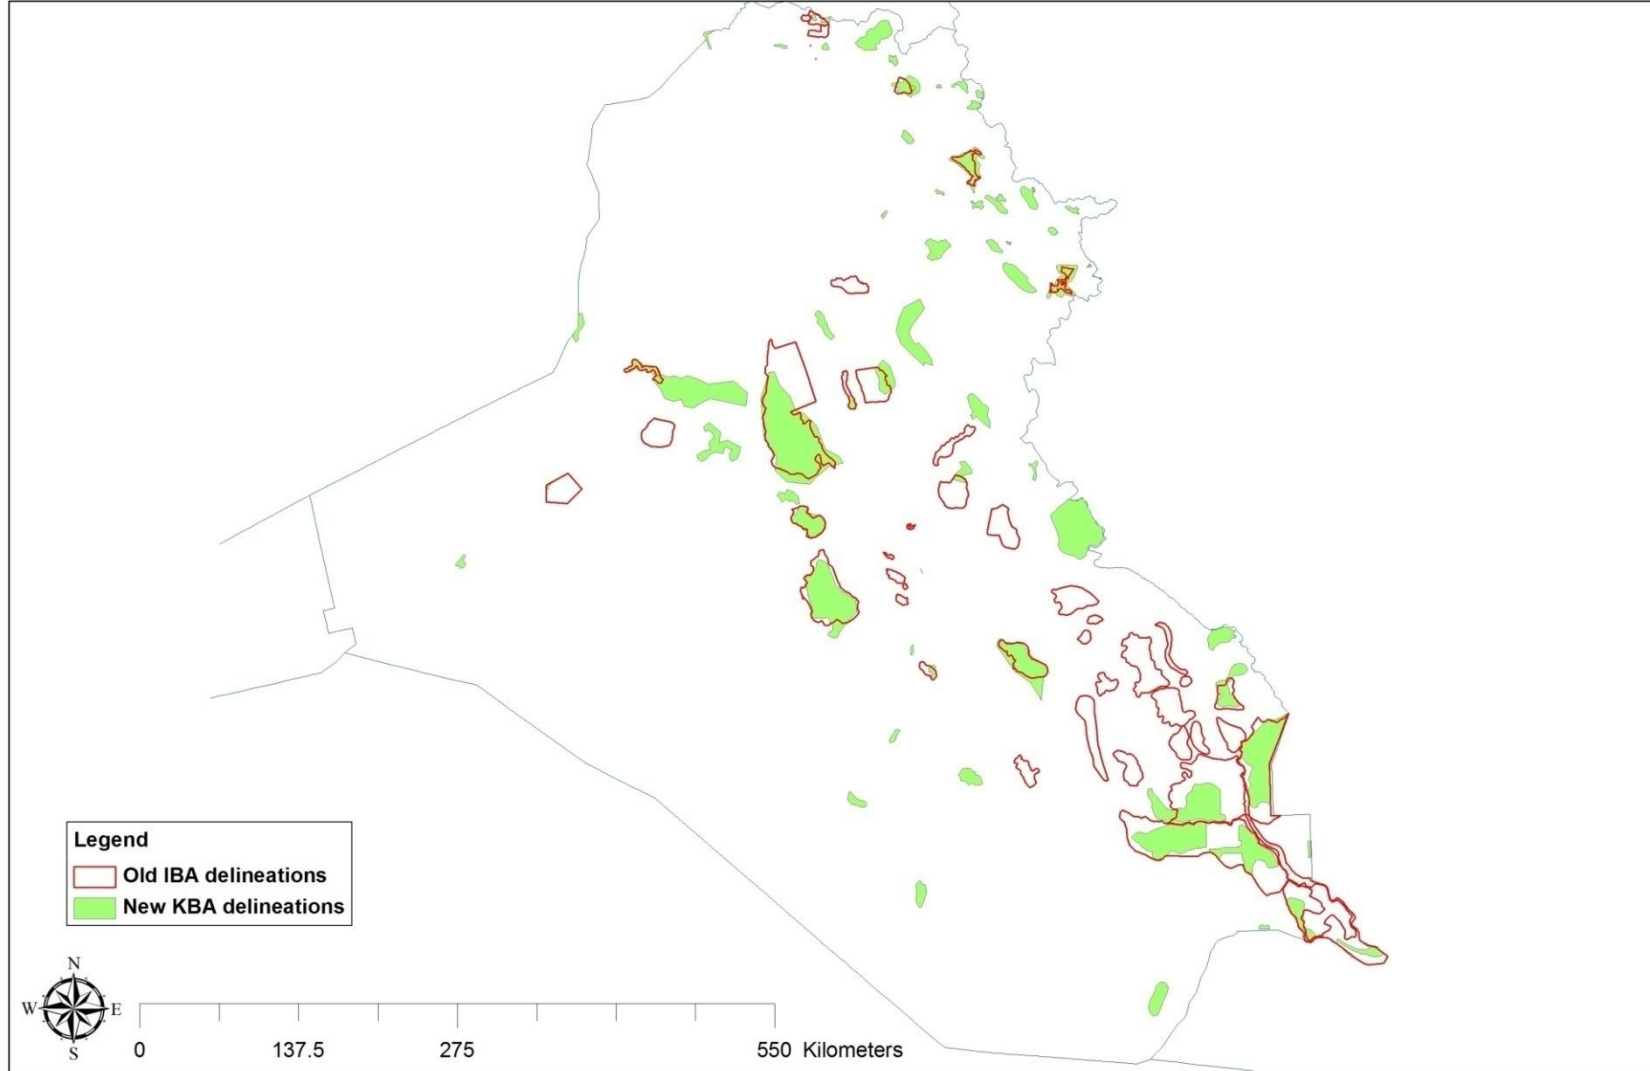 Legend
Old IBA delineations
New KBA delineations
N
W E
S
0 137.5 275 550 Kilometers